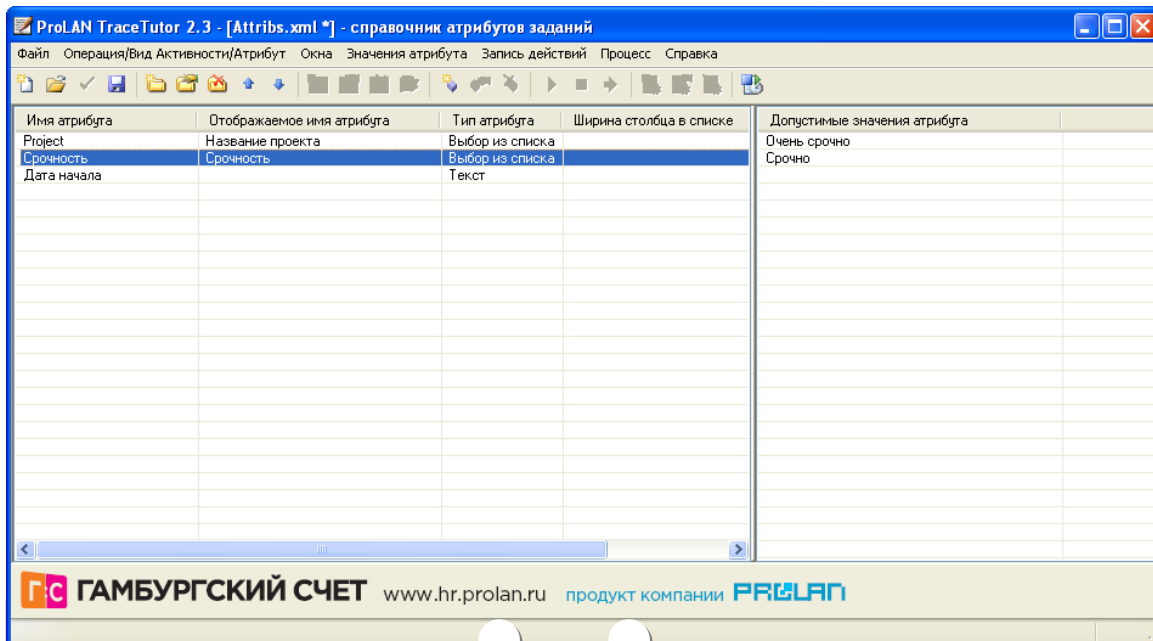 ProLAN TraceTutor 2.3 - [Attribs.xml *] - справочник атрибутов заданий
Файл Операция/Вид Активности/Атрибут Окна Значения атрибута Запись действий Процесс Справка
Имя атрибута Отображаемое имя атрибута Тип атрибута Ширина столбца в списке Допустимые значения атрибута
Project Название проекта Выбор из списка Очень срочно
Срочность Срочность Выбор из списка Срочно
Дата начала Текст
Г:С ГАМБУРГСКИЙ СЧЕТ www.hr.prolan.ru продукт компании PROLAN